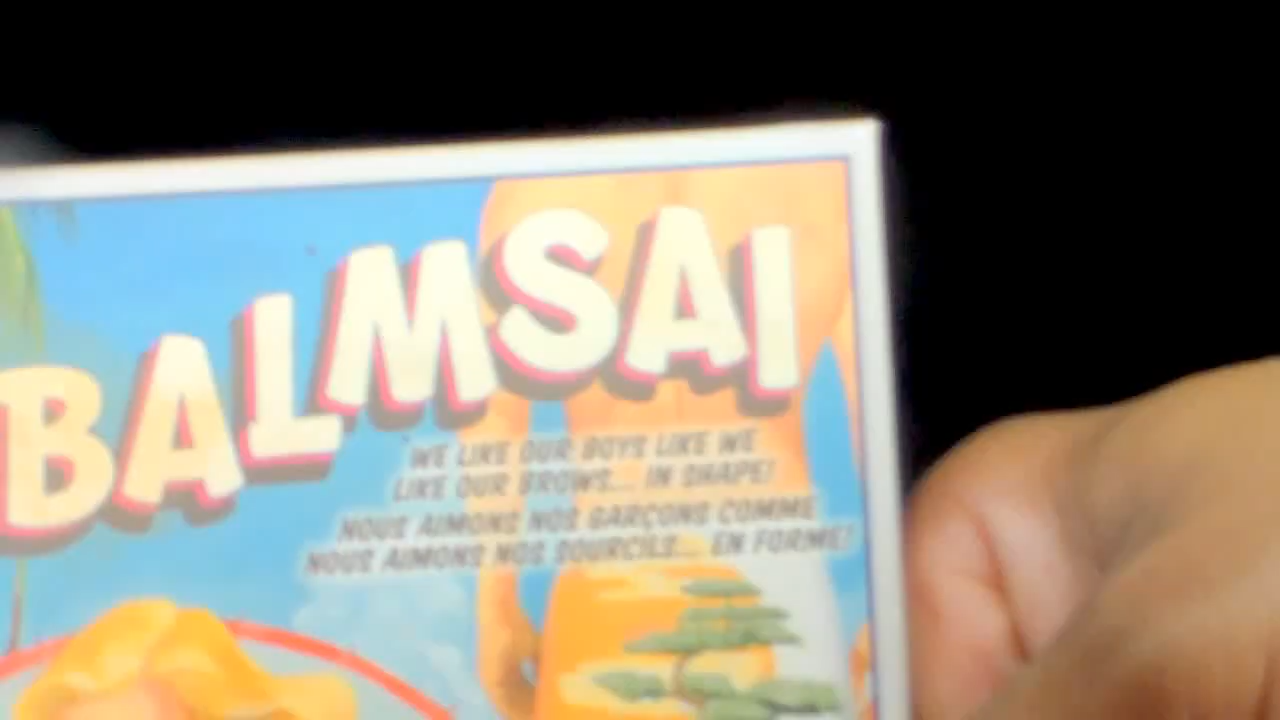 BALMSAI
WE LIKE OUR BOYS LIKE WE
LIKE OUR BROWS... IN SHAPE!
NOUS AIMONS NOS GARÇONS COMME
NOUS AIMONS NOS SOURCILS... EN FORME!